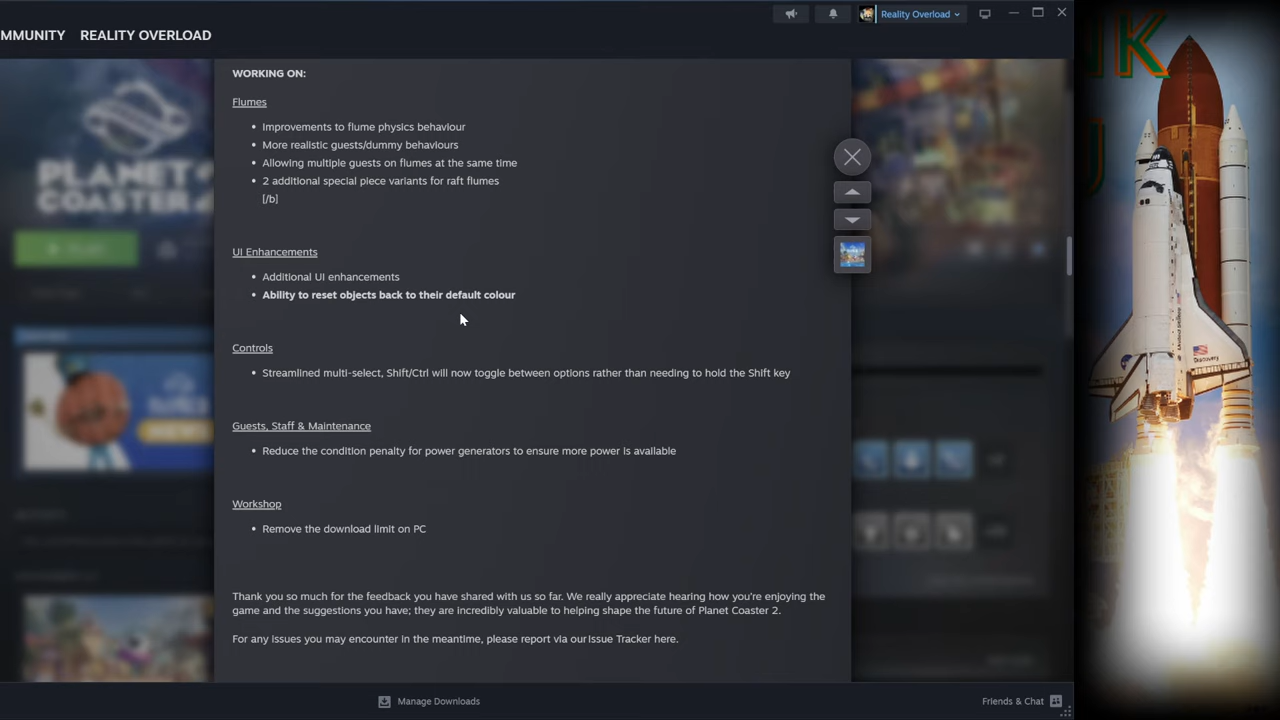 MMUNITY REALITY OVERLOAD
Reality Overload
WORKING ON:
Flumes
• Improvements to flume physics behaviour
• More realistic guests/dummy behaviours
• Allowing multiple guests on flumes at the same time
• 2 additional special piece variants for raft flumes
[/b]
UI Enhancements
• Additional UI enhancements
• Ability to reset objects back to their default colour
Controls
• Streamlined multi-select, Shift/Ctrl will now toggle between options rather than needing to hold the Shift key
Guests, Staff & Maintenance
• Reduce the condition penalty for power generators to ensure more power is available
Workshop
• Remove the download limit on PC
Thank you so much for the feedback you have shared with us so far. We really appreciate hearing how you're enjoying the
game and the suggestions you have; they are incredibly valuable to helping shape the future of Planet Coaster 2.
For any issues you may encounter in the meantime, please report via our Issue Tracker here.
PLANET
COASTER
NEWS
Manage Downloads
Friends & Chat
NK
U
United States
Discovery